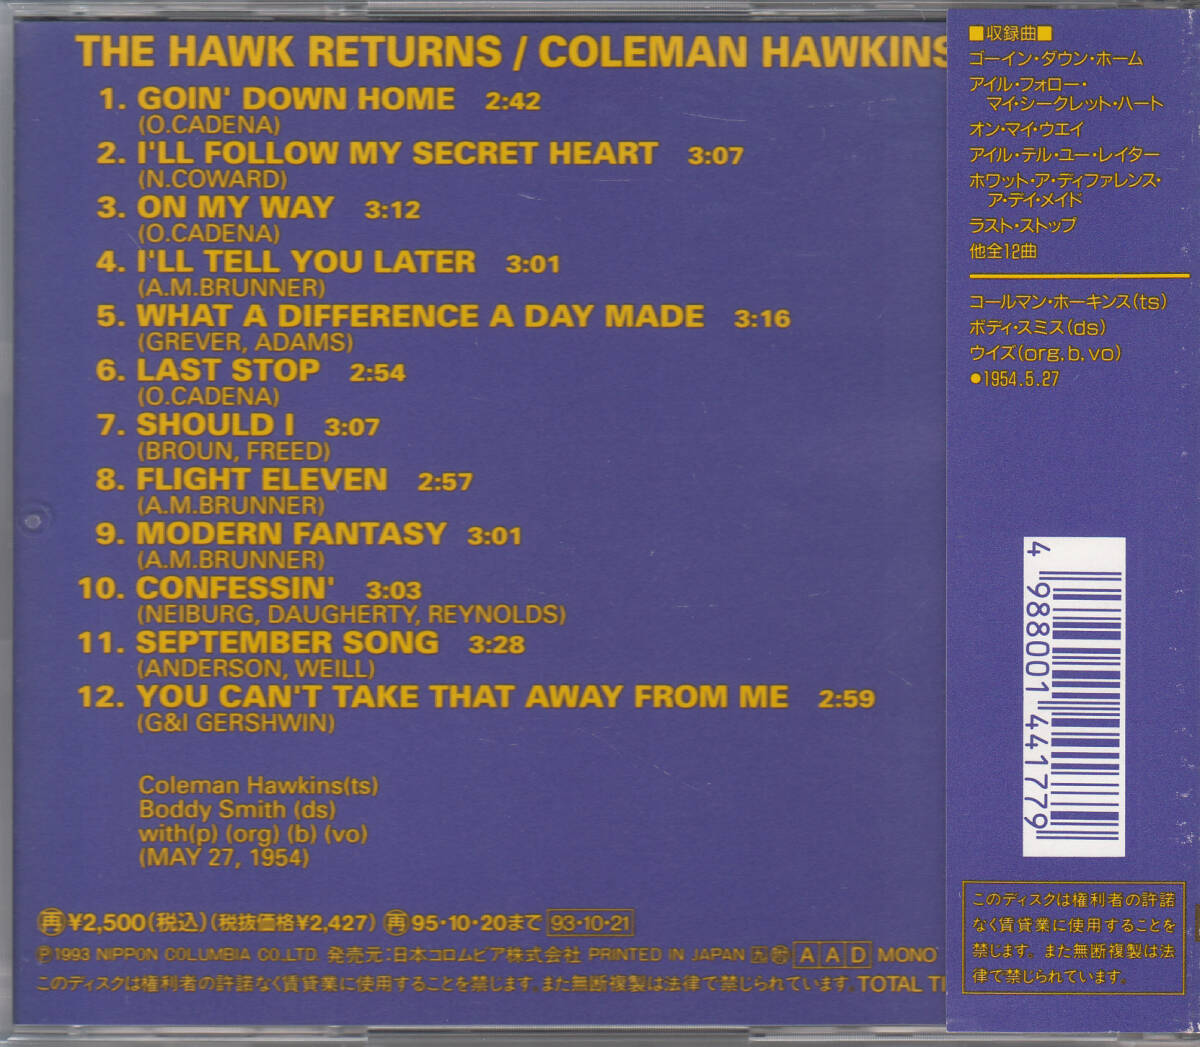 THE HAWK RETURNS / COLEMAN HAWKINS
1. GOIN' DOWN HOME 2:42
(O.CADENA)
2. I'LL FOLLOW MY SECRET HEART 3:07
(N.COWARD)
3. ON MY WAY 3:12
(O.CADENA)
4. I'LL TELL YOU LATER 3:01
(A.M.BRUNNER)
5. WHAT A DIFFERENCE A DAY MADE 3:16
(GREVER, ADAMS)
6. LAST STOP 2:54
(O.CADENA)
7. SHOULD I 3:07
(BROUN, FREED)
8. FLIGHT ELEVEN 2:57
(A.M.BRUNNER)
9. MODERN FANTASY 3:01
(A.M.BRUNNER)
10. CONFESSIN' 3:03
(NEIBURG, DAUGHERTY, REYNOLDS)
11. SEPTEMBER SONG 3:28
(ANDERSON, WEILL)
12. YOU CAN'T TAKE THAT AWAY FROM ME 2:59
(G&I GERSHWIN)
Coleman Hawkins(ts)
Boddy Smith (ds)
with(p) (org) (b) (vo)
(MAY 27, 1954)
再¥2,500(税込)(税抜価格¥2,427) 再95・10・20まで 93・10・21
℗1993 NIPPON COLUMBIA CO.,LTD. 発売元:日本コロムビア株式会社 PRINTED IN JAPAN AAD MONO
このディスクは権利者の許諾なく賃貸業に使用することを禁じます。また無断複製は法律で禁じられています。TOTAL
■収録曲■
ゴーイン・ダウン・ホーム
アイル・フォロー・
マイ・シークレット・ハート
オン・マイ・ウエイ
アイル・テル・ユー・レイター
ホワット・ア・ディファレンス・
ア・デイ・メイド
ラスト・ストップ
他全12曲
コールマン・ホーキンス(ts)
ボディ・スミス(ds)
ウイズ(org, b, vo)
●1954.5.27
4 988001 441779
このディスクは権利者の許諾
なく賃貸業に使用することを
禁じます。また無断複製は法
律で禁じられています。